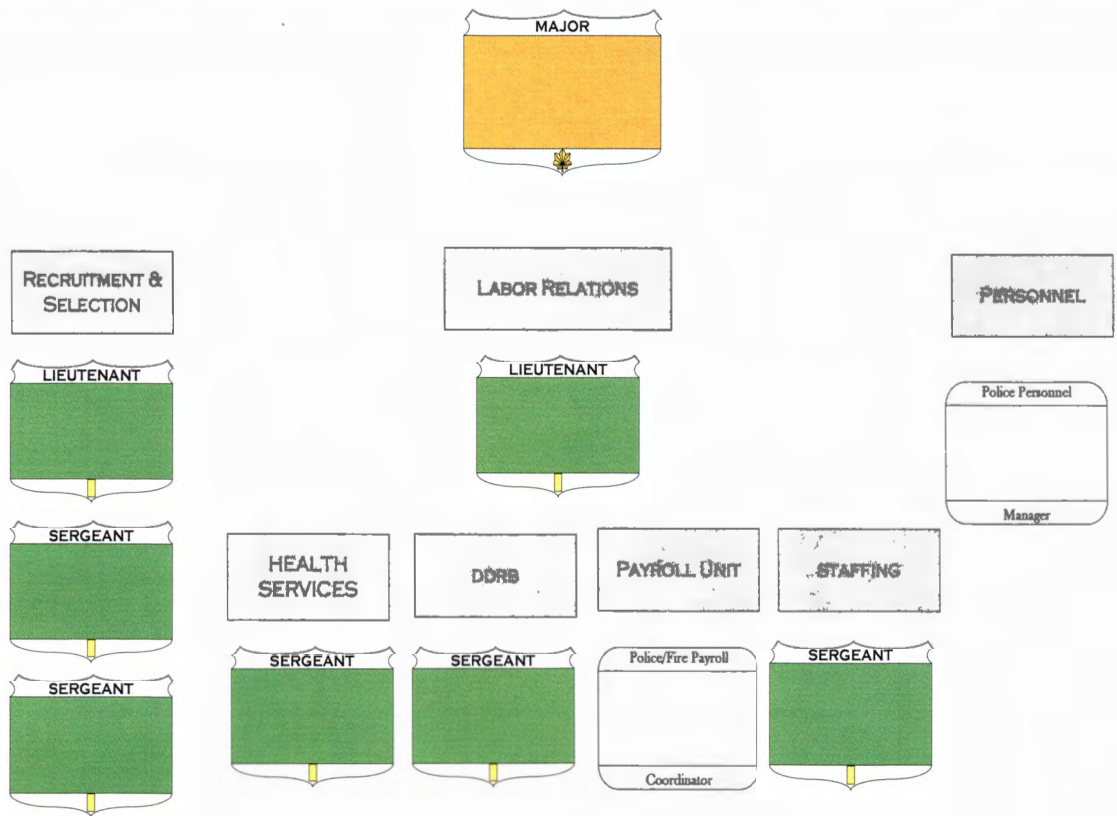 MAJOR
RECRUITMENT &
SELECTION
LABOR RELATIONS
PERSONNEL
LIEUTENANT
LIEUTENANT
Police Personnel
Manager
SERGEANT
HEALTH
SERVICES
DDRB
PAYROLL UNIT
STAFFING
SERGEANT
SERGEANT
Police/Fire Payroll
Coordinator
SERGEANT
SERGEANT